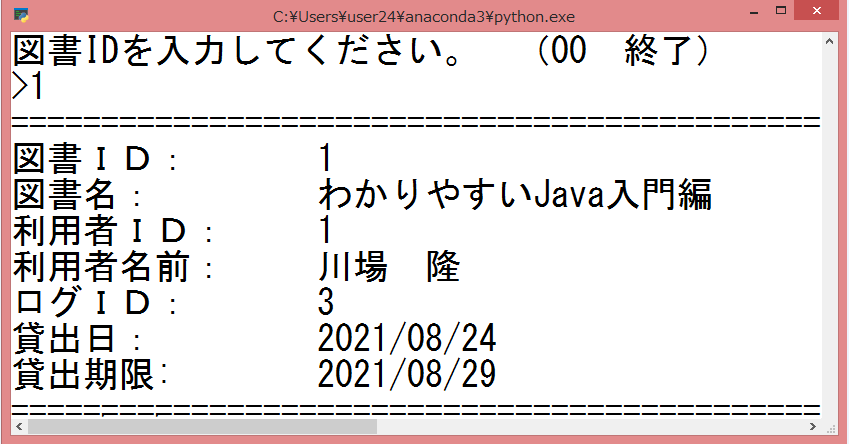 C:¥Users¥user24¥anaconda3¥python.exe
図書IDを入力してください。　（00　終了）
>1
=============================================
図書ＩＤ：　　　　1
図書名：　　　　　わかりやすいJava入門編
利用者ＩＤ：　　　1
利用者名前：　　　川場　隆
ログＩＤ：　　　　3
貸出日：　　　　　2021/08/24
貸出期限:　　　　 2021/08/29
=============================================